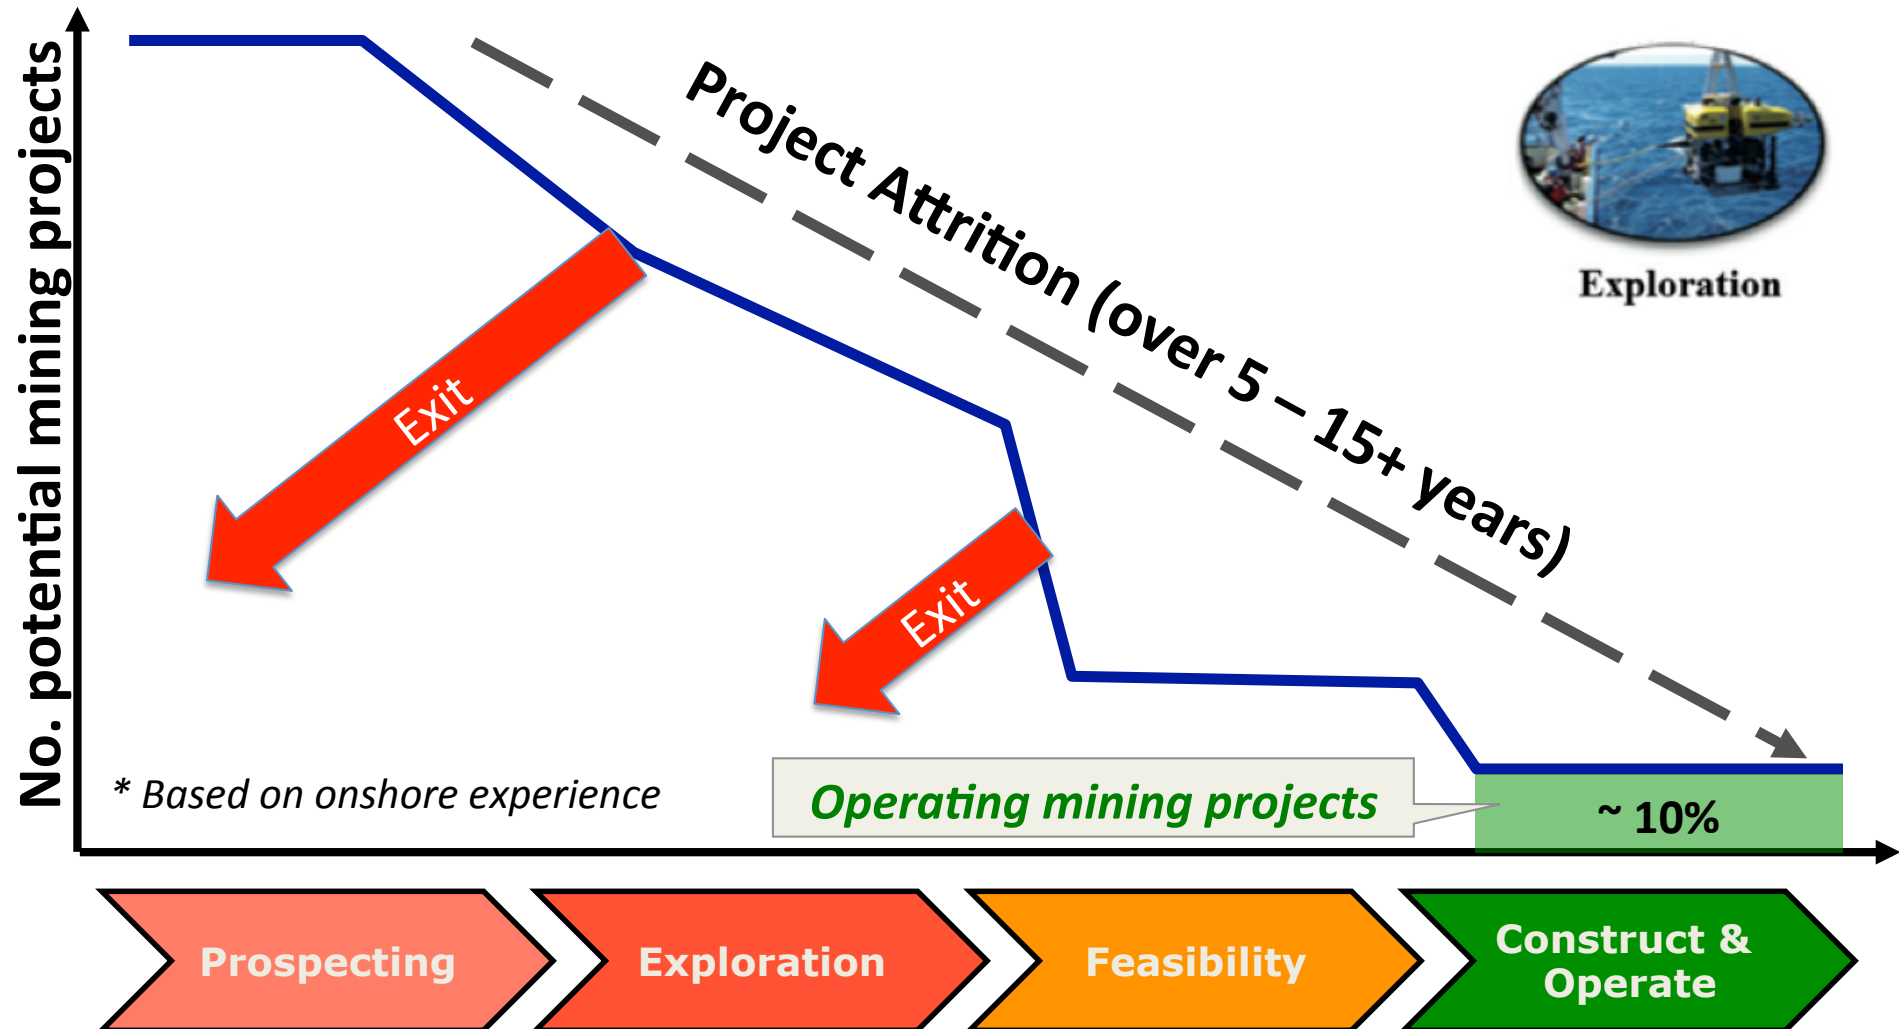 No. potential mining projects
Project Attrition (over 5 – 15+ years)
Exploration
Exit
Exit
* Based on onshore experience
Operating mining projects
~ 10%
Prospecting
Exploration
Feasibility
Construct &
Operate